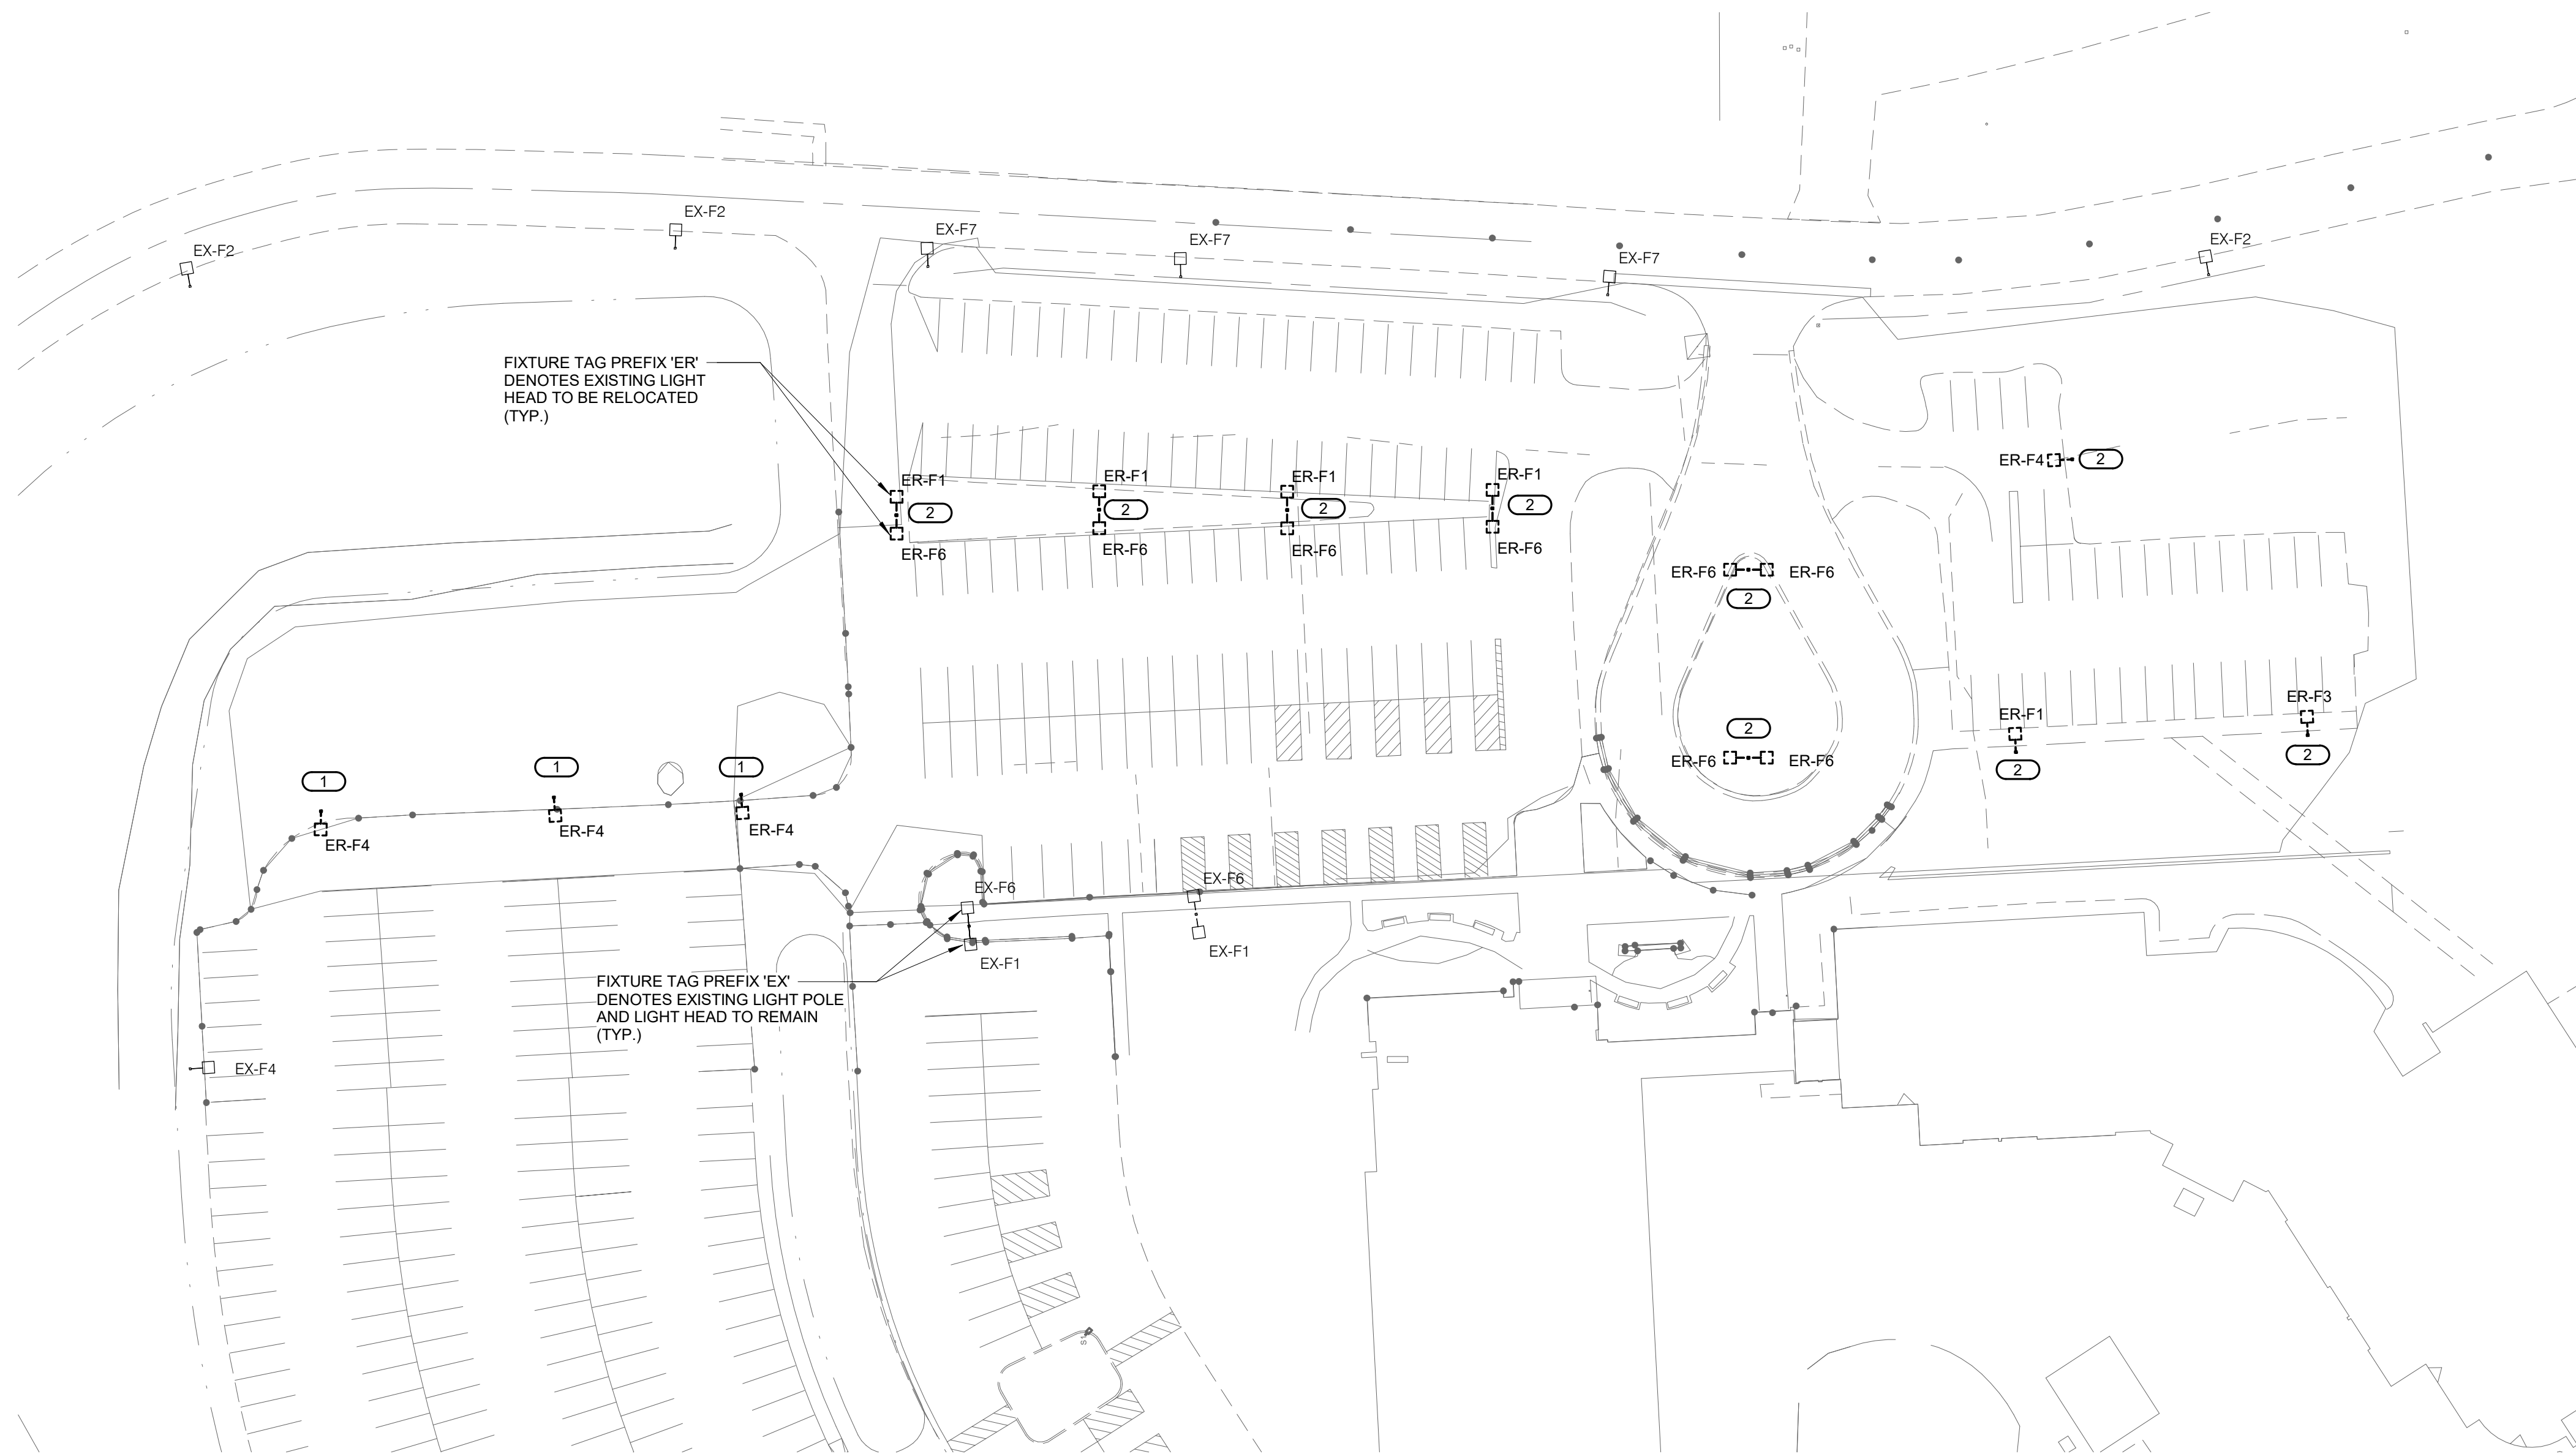 EX-F2
EX-F2
EX-F7
EX-F7
EX-F7
EX-F2
FIXTURE TAG PREFIX 'ER'
DENOTES EXISTING LIGHT
HEAD TO BE RELOCATED
(TYP.)
ER-F1
ER-F1
ER-F1
ER-F1
2
2
2
2
ER-F6
ER-F6
ER-F6
ER-F6
ER-F4
2
ER-F6
ER-F6
2
2
ER-F6
ER-F6
ER-F1
2
ER-F3
2
1
1
1
ER-F4
ER-F4
ER-F4
EX-F6
EX-F6
EX-F1
EX-F1
FIXTURE TAG PREFIX 'EX'
DENOTES EXISTING LIGHT POLE
AND LIGHT HEAD TO REMAIN
(TYP.)
EX-F4